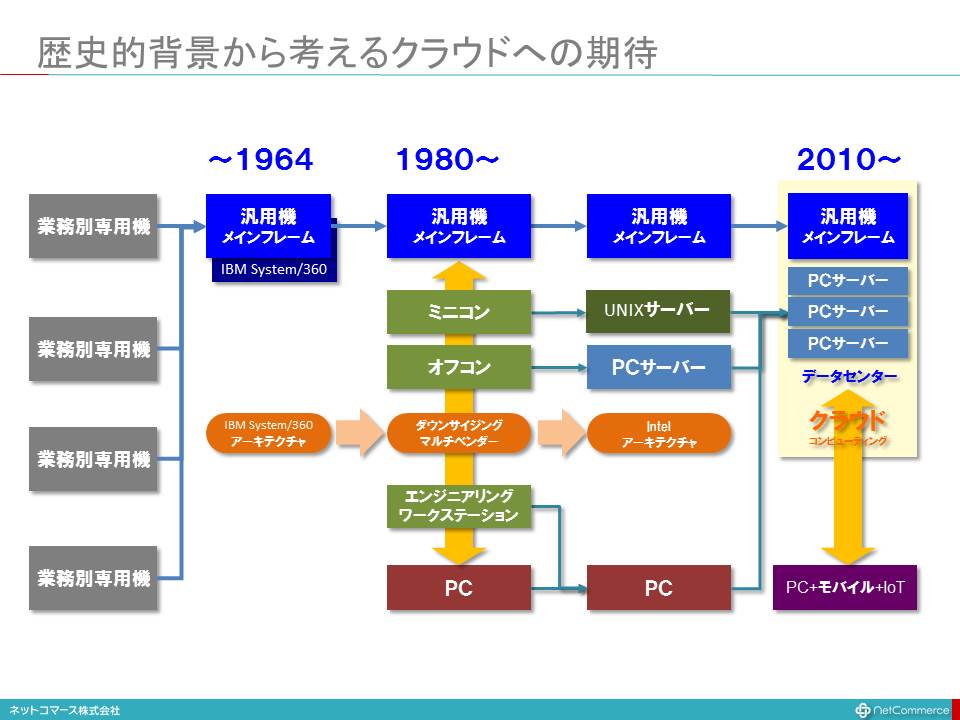 歴史的背景から考えるクラウドへの期待
～1964
1980～
2010～
業務別専用機
業務別専用機
業務別専用機
業務別専用機
汎用機
メインフレーム
IBM System/360
汎用機
メインフレーム
汎用機
メインフレーム
汎用機
メインフレーム
ミニコン
UNIXサーバー
オフコン
PCサーバー
PCサーバー
PCサーバー
PCサーバー
データセンター
クラウド
コンピューティング
IBM System/360
アーキテクチャ
ダウンサイジング
マルチベンダー
Intel
アーキテクチャ
エンジニアリング
ワークステーション
PC
PC
PC+モバイル+IoT
ネットコマース株式会社
NetCommerce